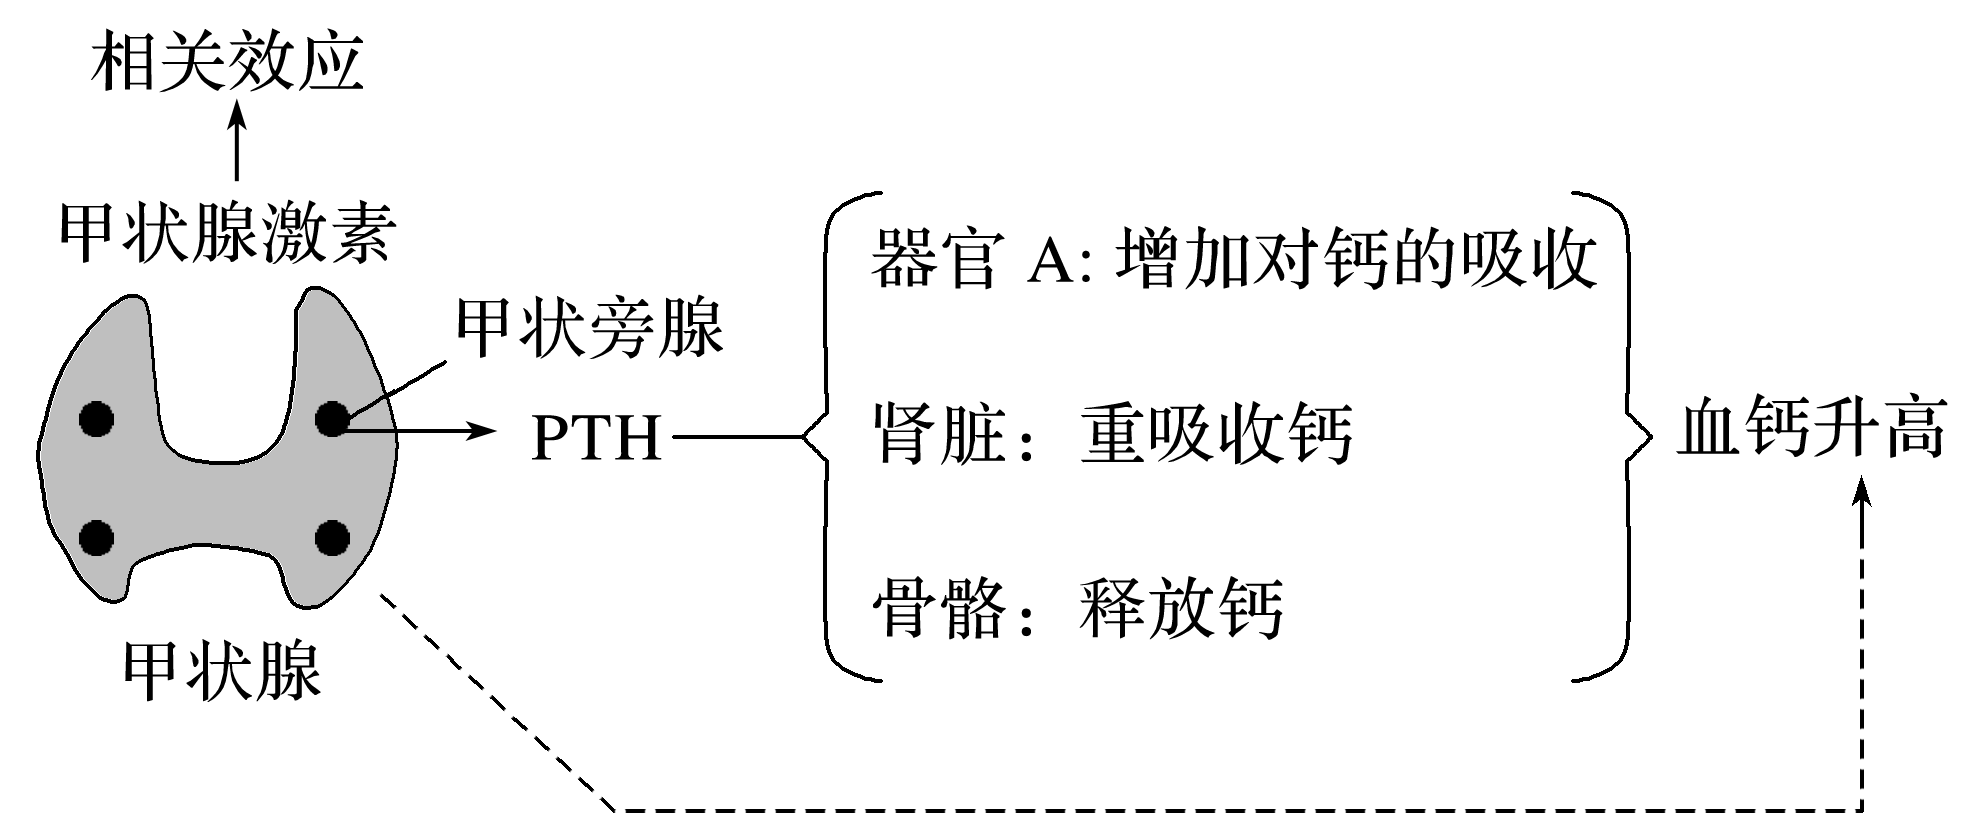 相关效应
甲状腺激素
甲状旁腺
甲状腺
PTH
器官 A: 增加对钙的吸收
肾脏：重吸收钙
骨骼：释放钙
血钙升高